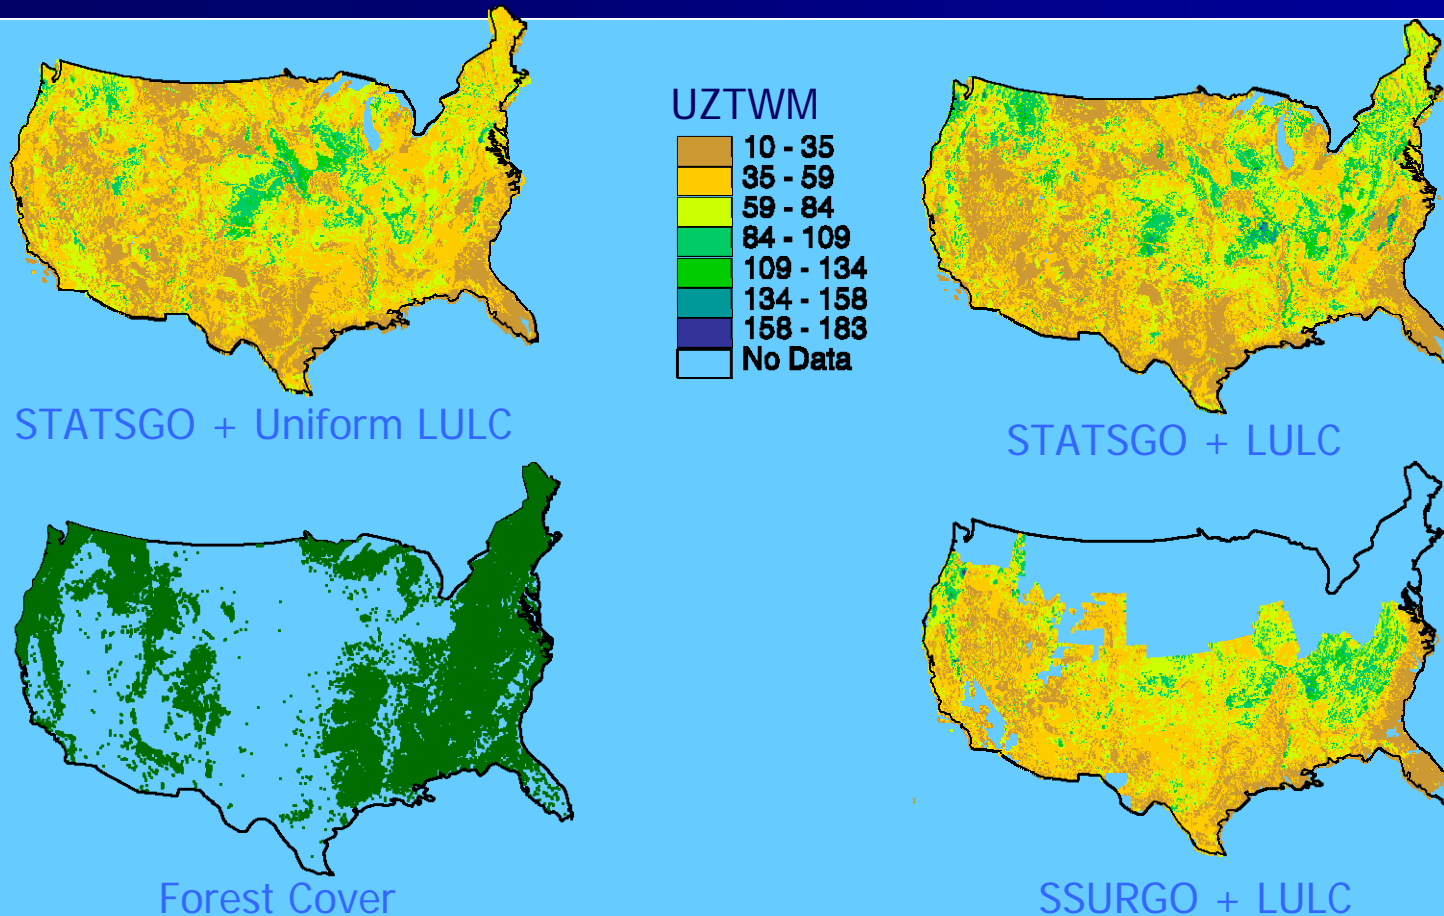 UZTWM
10 - 35
35 - 59
59 - 84
84 - 109
109 - 134
134 - 158
158 - 183
No Data
STATSGO + Uniform LULC
STATSGO + LULC
Forest Cover
SSURGO + LULC